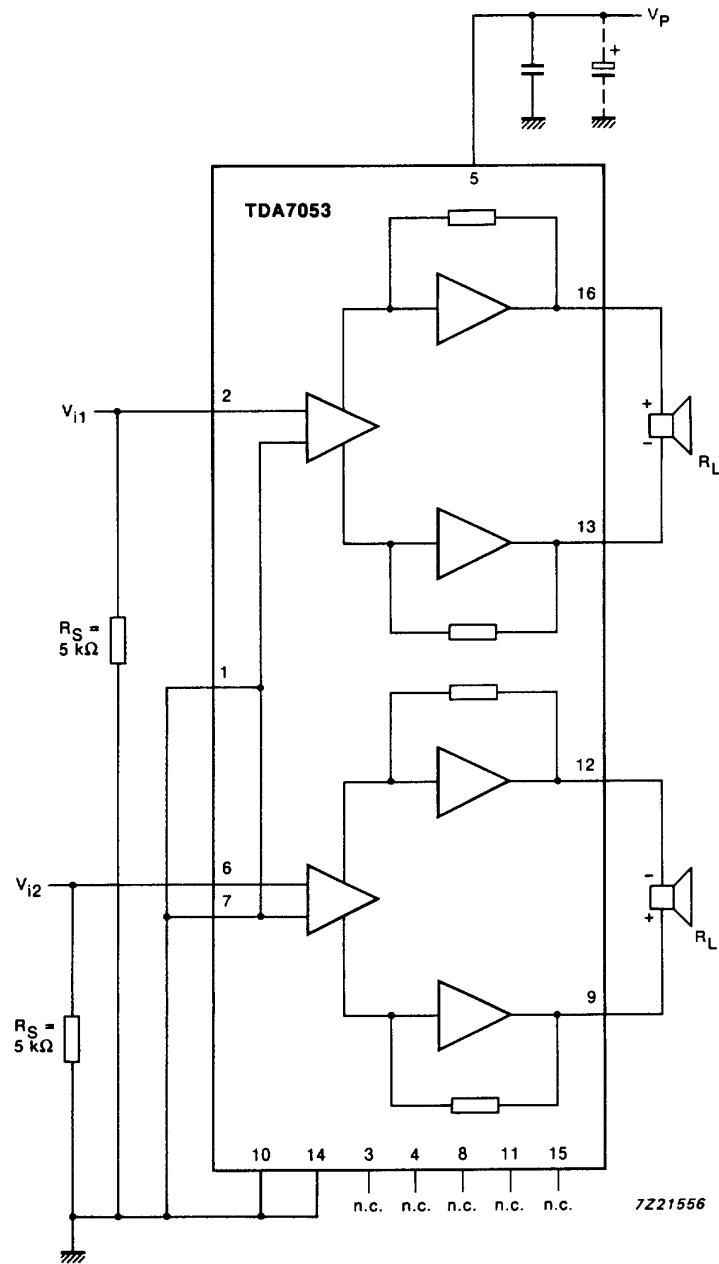 V_P
+
5
TDA7053
16
2
V_i1
+
-
R_L
13
R_S =
5 kΩ
1
12
6
V_i2
7
-
+
R_L
9
R_S =
5 kΩ
10 14 3 4 8 11 15
n.c. n.c. n.c. n.c. n.c.
7Z21556